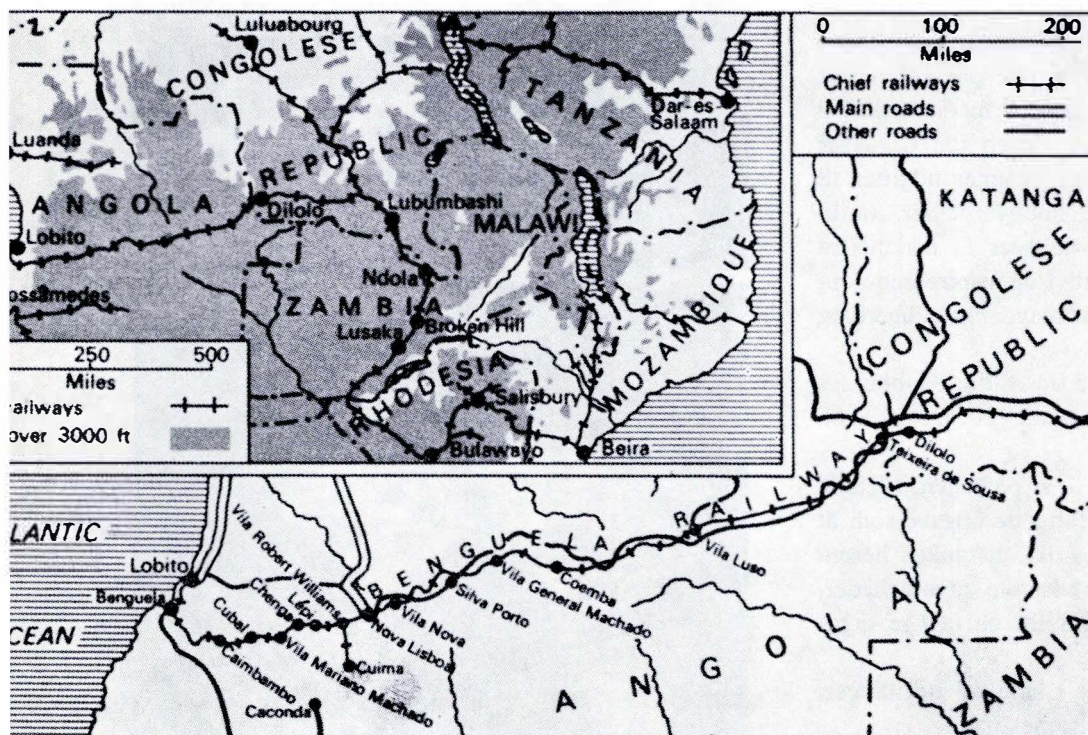 Luluabourg
CONGOLESE
REPUBLIC
TANZANIA
Dar-es
Salaam
Luanda
ANGOLA
Dilolo
Lubumbashi
MALAWI
Lobito
Ndola
ossamedes
ZAMBIA
Broken Hill
Lusaka
RHODESIA
Salisbury
MOZAMBIQUE
Bulawayo
Beira
250 500
Miles
railways
over 3000 ft
0 100 200
Miles
Chief railways
Main roads
Other roads
KATANGA
CONGOLESE
REPUBLIC
Dilolo
Teixeira de Sousa
LANTIC
CEAN
BENGUELA RAILWAY
Lobito
Benguela
Vila Robert Williams
Lépi
Chenga
Cubal
Caimbambo
Vila Mariano Machado
Caconda
Cuima
Nova Lisboa
Vila Nova
Silva Porto
Vila General Machado
Coemba
Vila Luso
ANGOLA
ZAMBIA